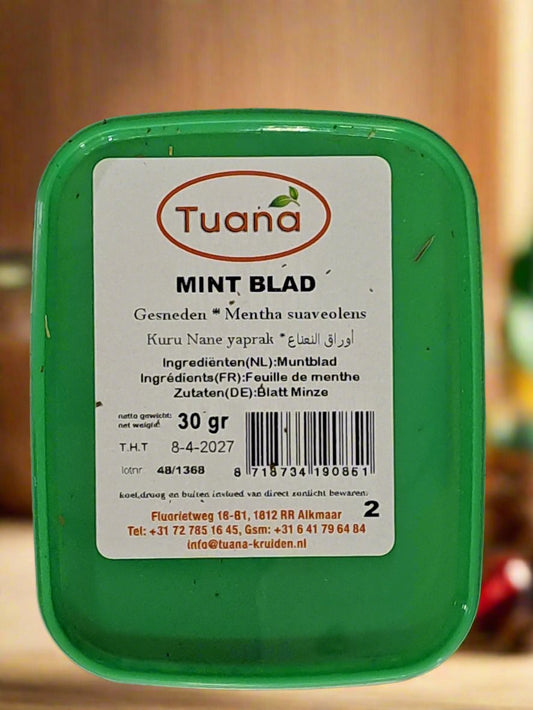 Tuana
MINT BLAD
Gesneden * Mentha suaveolens
Kuru Nane yaprak * أوراق النعناع
Ingrediënten(NL):Muntblad
Ingrédients(FR):Feuille de menthe
Zutaten(DE):Blatt Minze
netto gewicht:
net weight:
30 gr
T.H.T 8-4-2027
lotnr: 48/1368
8 718734 190861
koel,droog en buiten invloed van direct zonlicht bewaren:
2
Fluorietweg 18-B1, 1812 RR Alkmaar
Tel: +31 72 785 16 45, Gsm: +31 6 41 79 64 84
info@tuana-kruiden.nl